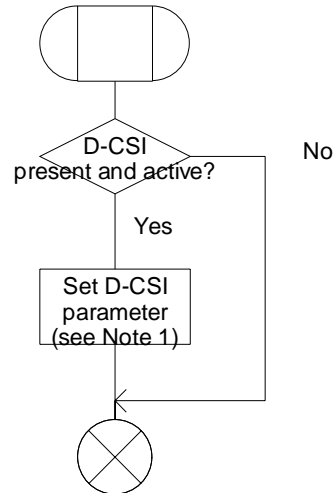 D-CSI
present and active?
No
Yes
Set D-CSI
parameter
(see Note 1)